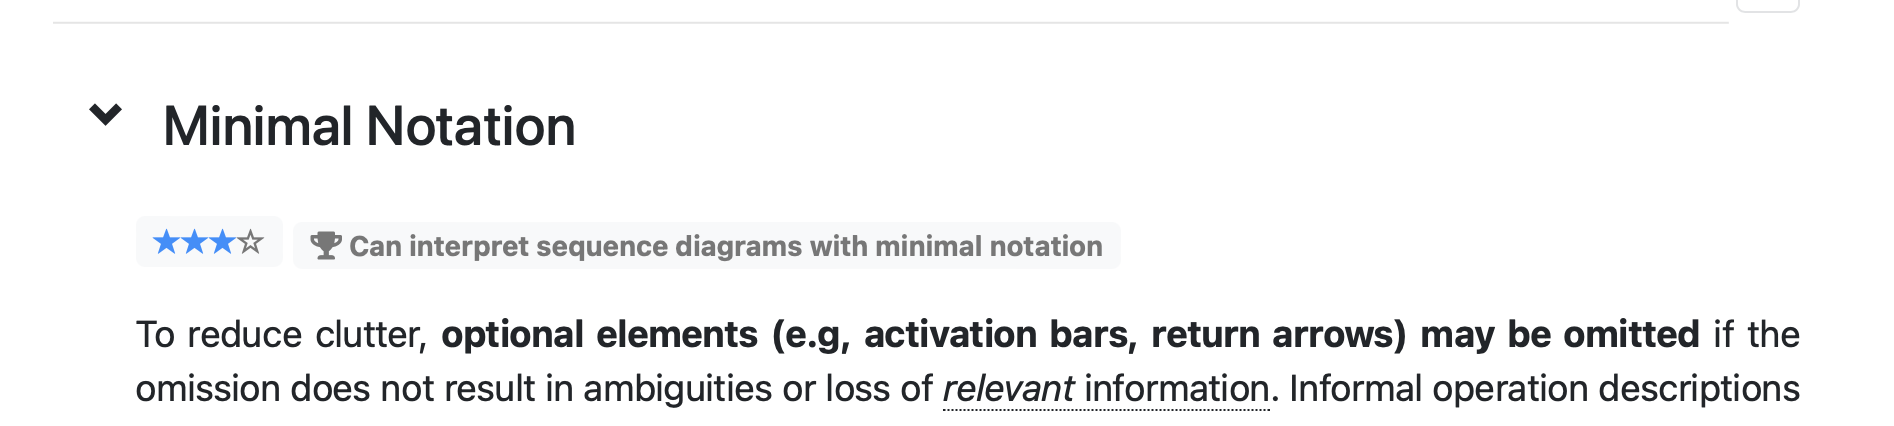 Minimal Notation
★★★☆ 🏆 Can interpret sequence diagrams with minimal notation
To reduce clutter, optional elements (e.g, activation bars, return arrows) may be omitted if the
omission does not result in ambiguities or loss of relevant information. Informal operation descriptions